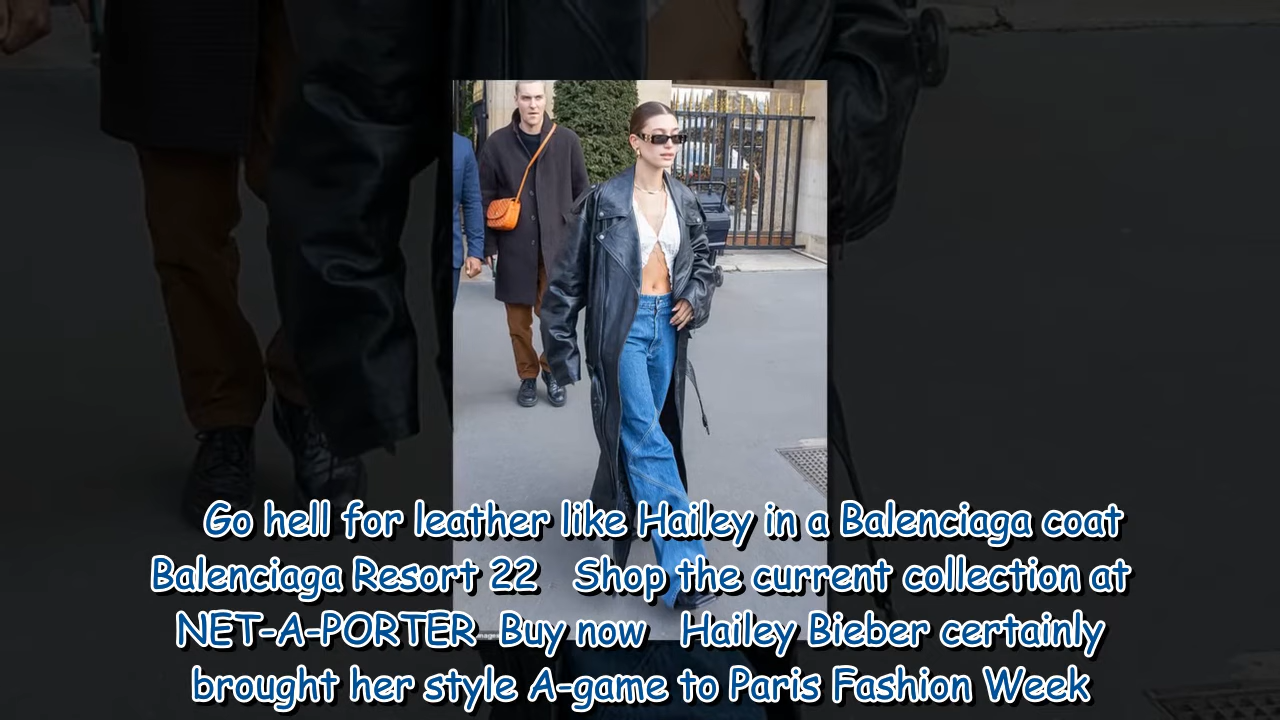 Go hell for leather like Hailey in a Balenciaga coat
Balenciaga Resort 22 Shop the current collection at
NET-A-PORTER Buy now Hailey Bieber certainly
brought her style A-game to Paris Fashion Week